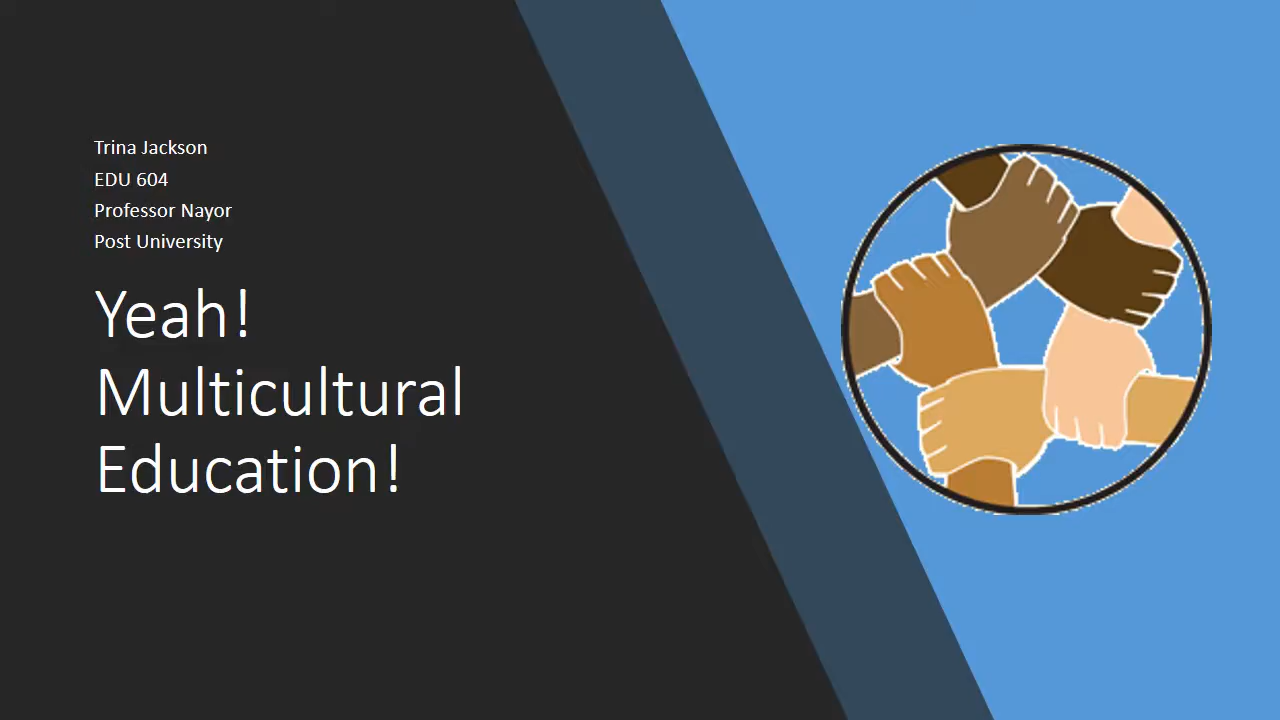 Trina Jackson
EDU 604
Professor Nayor
Post University
Yeah!
Multicultural
Education!